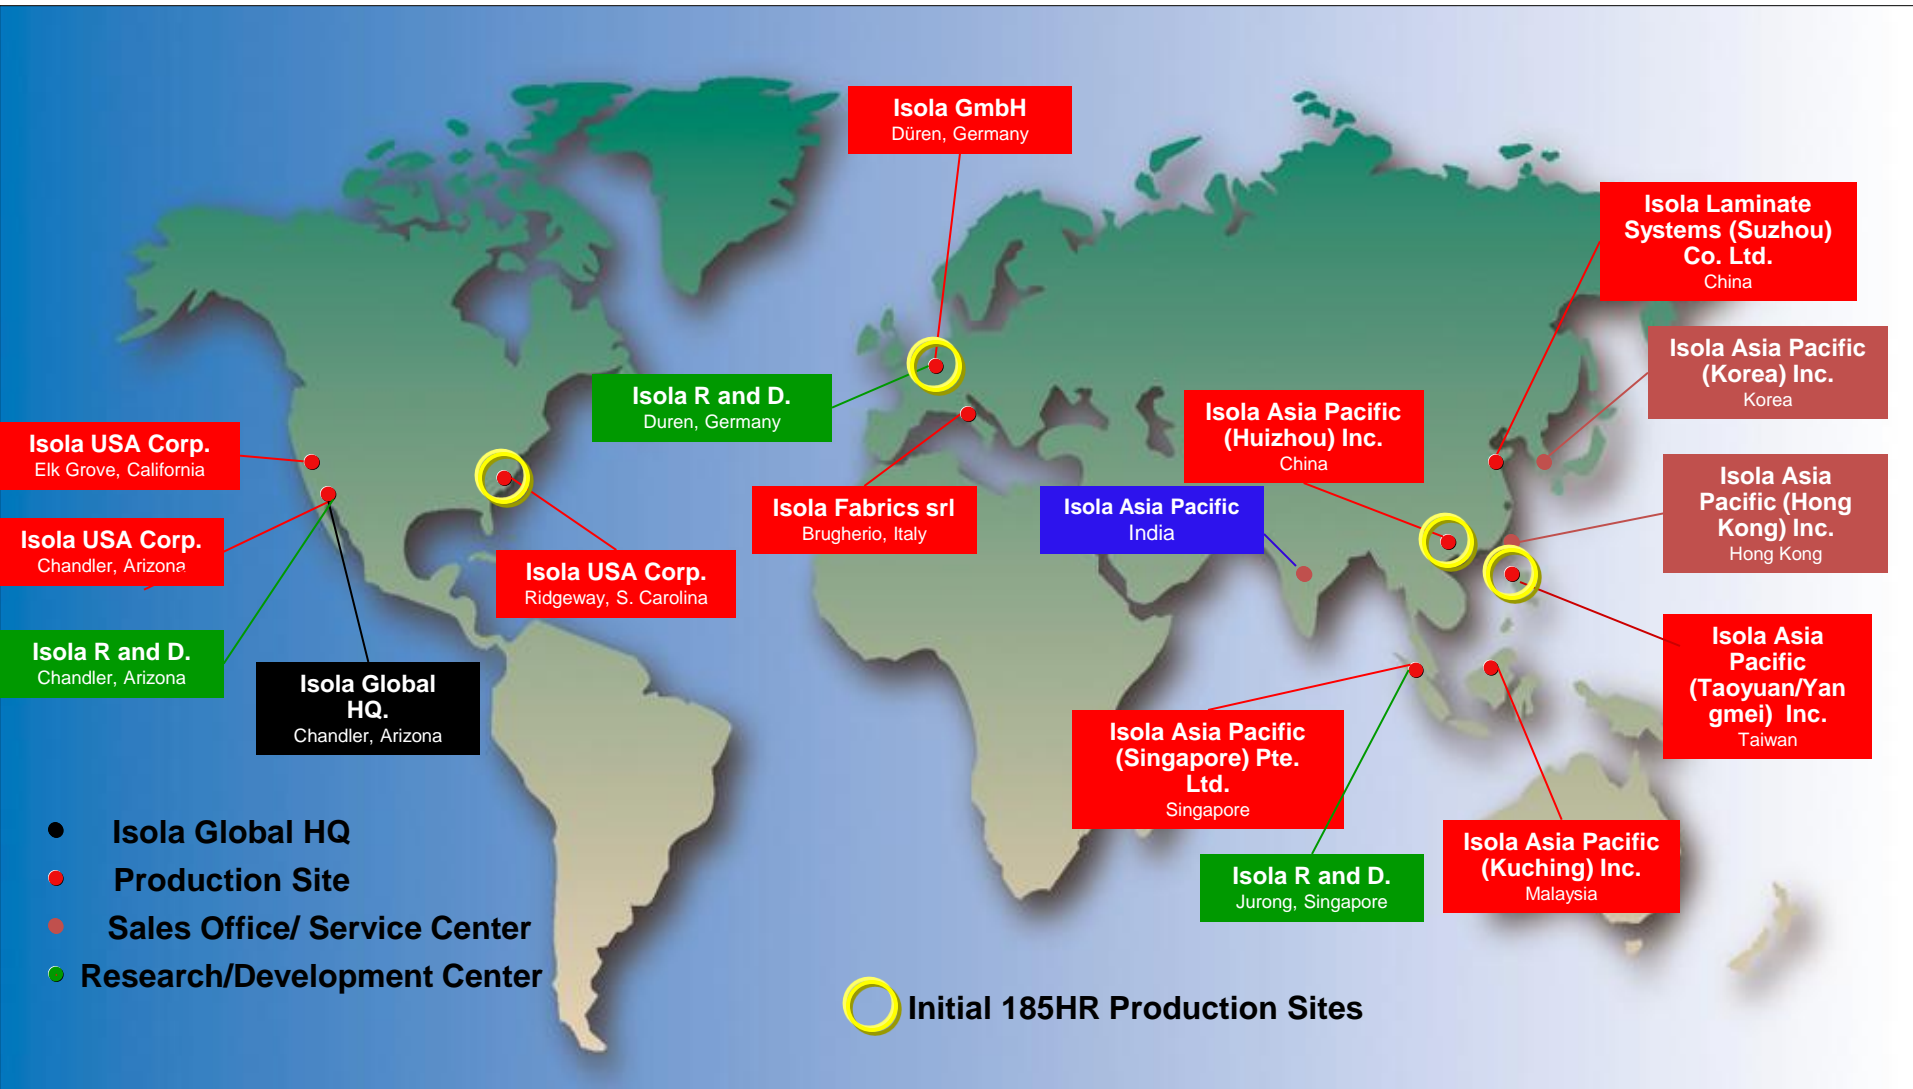 Isola GmbH
Düren, Germany
Isola Laminate
Systems (Suzhou)
Co. Ltd.
China
Isola Asia Pacific
(Korea) Inc.
Korea
Isola R and D.
Duren, Germany
Isola Asia Pacific
(Huizhou) Inc.
China
Isola USA Corp.
Elk Grove, California
Isola Asia
Pacific (Hong
Kong) Inc.
Hong Kong
Isola Fabrics srl
Brugherio, Italy
Isola Asia Pacific
India
Isola USA Corp.
Chandler, Arizona
Isola USA Corp.
Ridgeway, S. Carolina
Isola R and D.
Chandler, Arizona
Isola Global
HQ.
Chandler, Arizona
Isola Asia
Pacific
(Taoyuan/Yan
gmei) Inc.
Taiwan
Isola Asia Pacific
(Singapore) Pte.
Ltd.
Singapore
Isola Asia Pacific
(Kuching) Inc.
Malaysia
Isola R and D.
Jurong, Singapore
Isola Global HQ
Production Site
Sales Office/ Service Center
Research/Development Center
Initial 185HR Production Sites